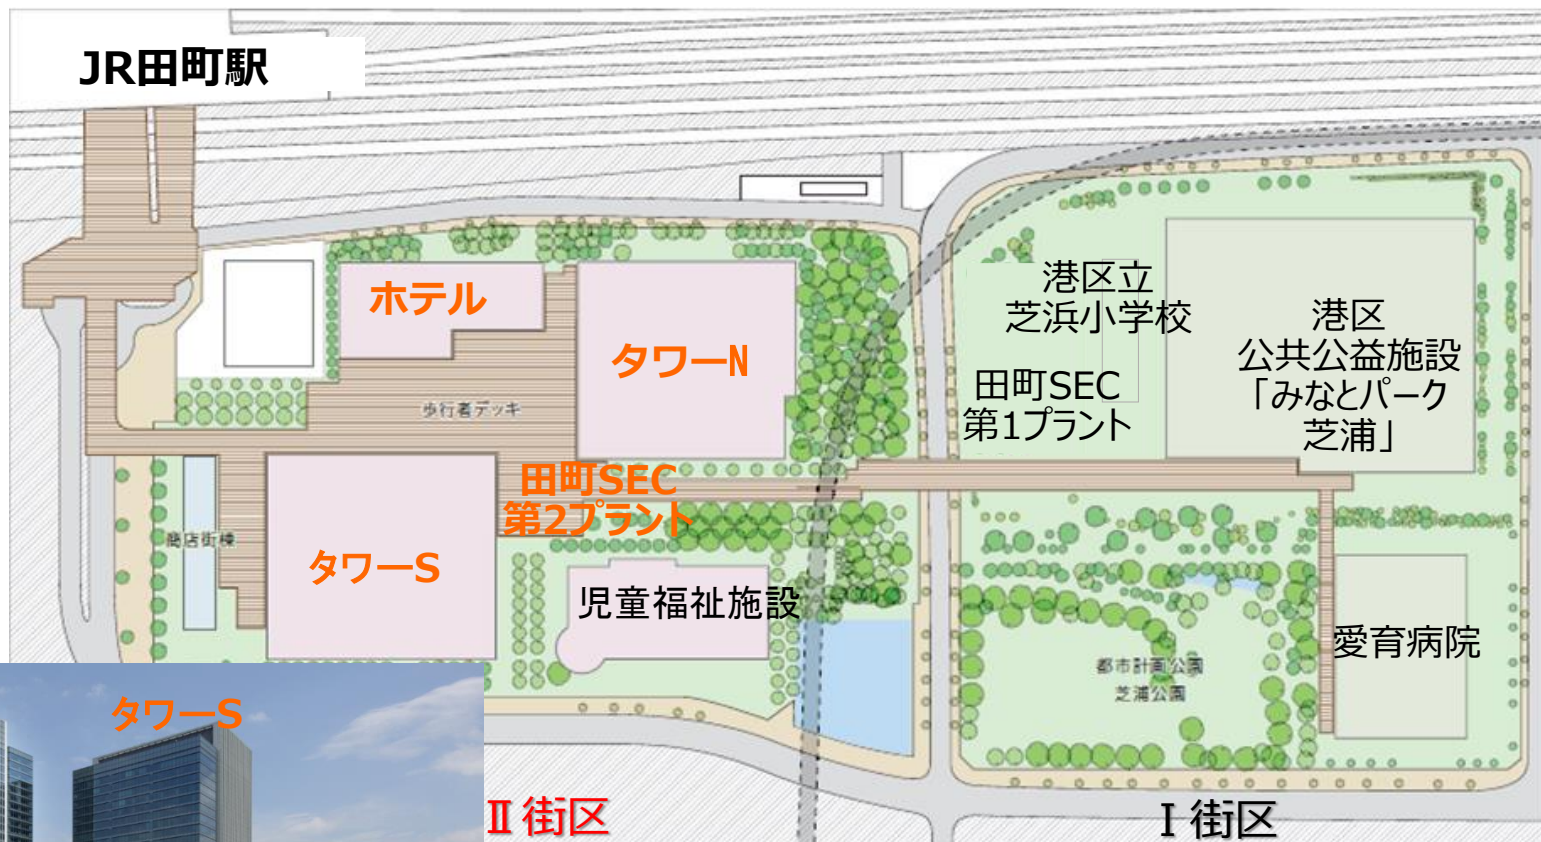 JR田町駅
ホテル
タワーN
歩行者デッキ
港区立
芝浜小学校
田町SEC
第1プラント
港区
公共公益施設
「みなとパーク
芝浦」
田町SEC
第2プラント
商店街棟
タワーS
児童福祉施設
都市計画公園
芝浦公園
愛育病院
タワーS
Ⅱ街区
Ⅰ街区